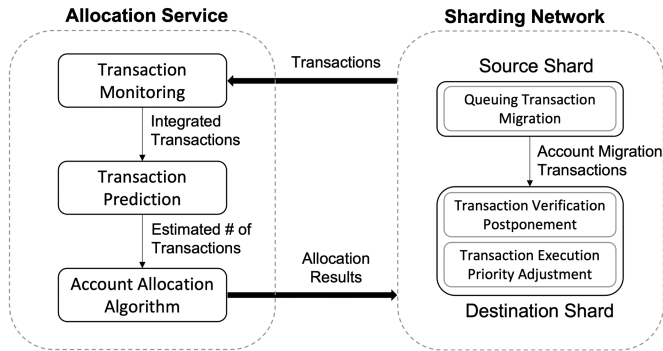 Allocation Service
Transaction
Monitoring
Integrated
Transactions
Transaction
Prediction
Estimated # of
Transactions
Account Allocation
Algorithm
Transactions
Allocation
Results
Sharding Network
Source Shard
Queuing Transaction
Migration
Account Migration
Transactions
Transaction Verification
Postponement
Transaction Execution
Priority Adjustment
Destination Shard